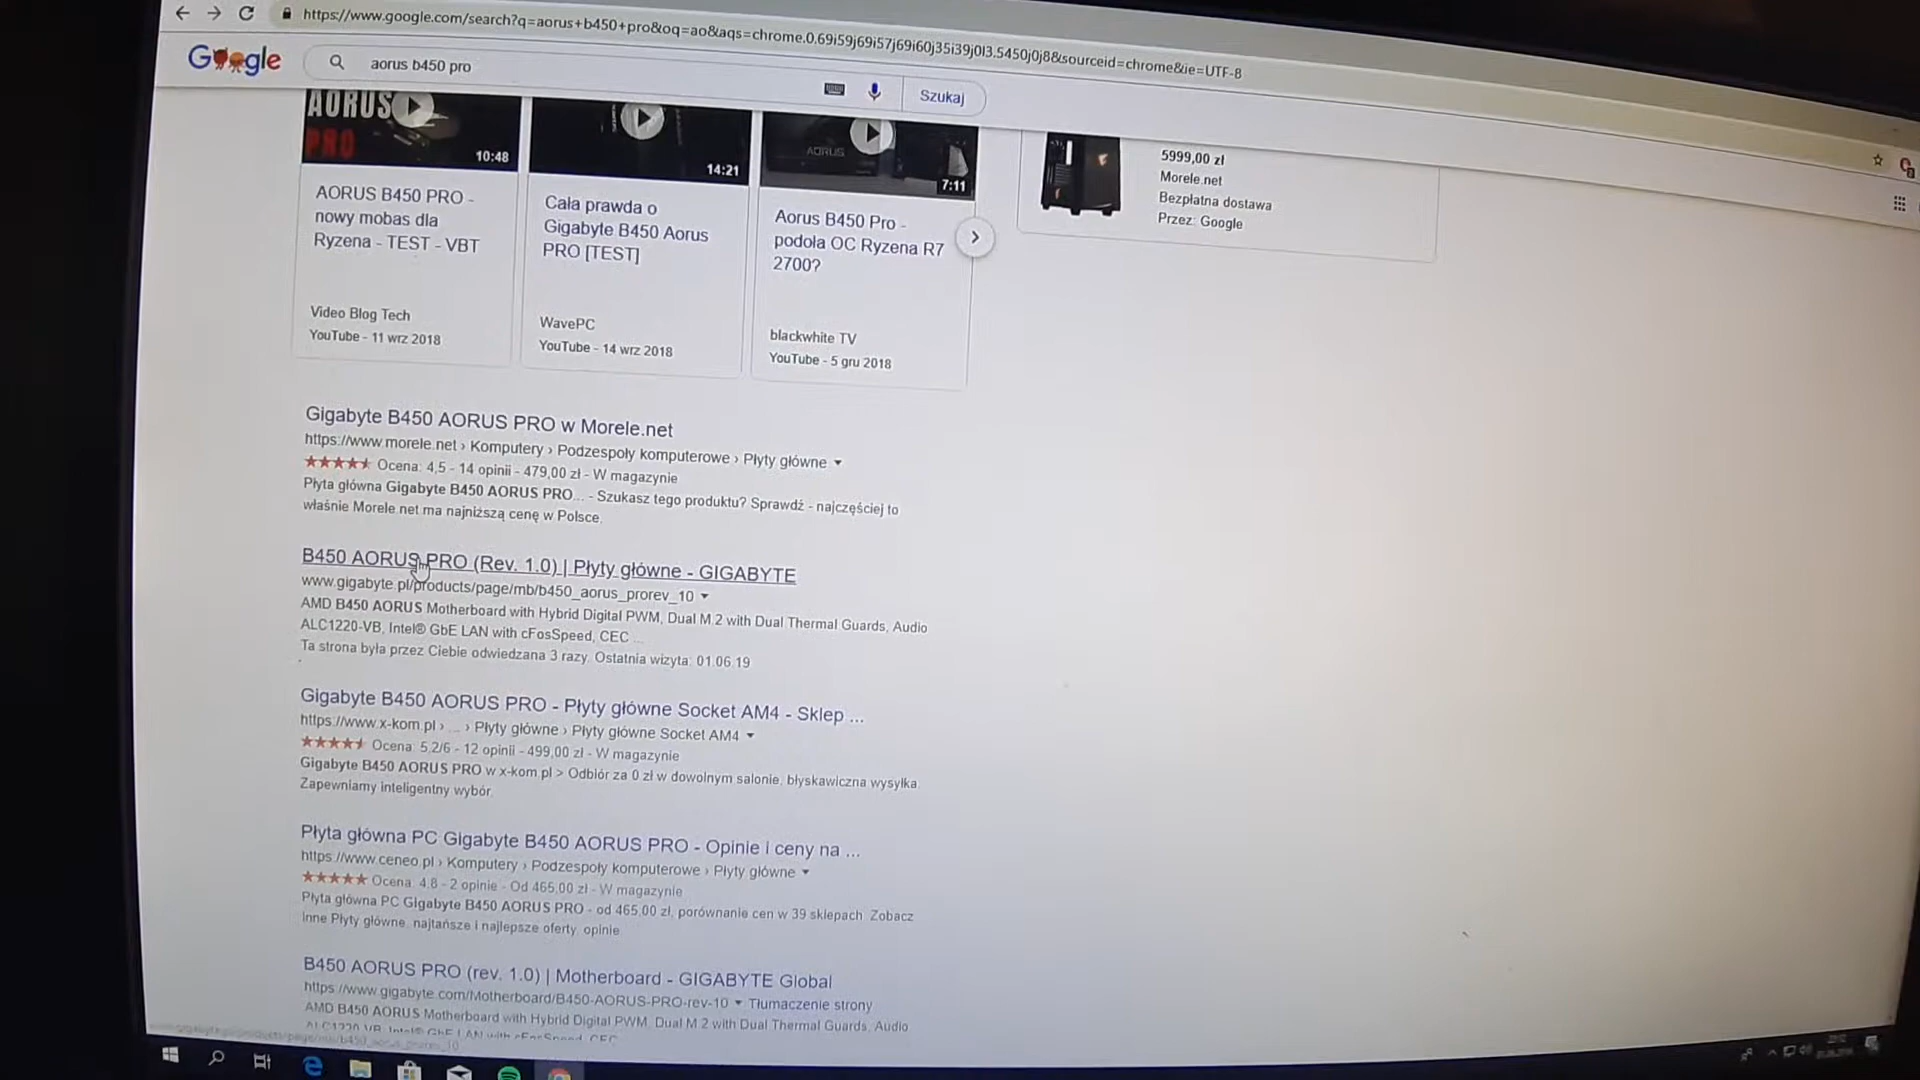 https://www.google.com/search?q=aorus+b450+pro&oq=ao&aqs=chrome.0.69i59j69i57j69i60j35i39j0l3.5450j0j8&sourceid=chrome&ie=UTF-8
Google
aorus b450 pro
Szukaj
AORUS
PRO
10:48
14:21
AORUS
7:11
AORUS B450 PRO -
nowy mobas dla
Ryzena - TEST - VBT
Video Blog Tech
YouTube - 11 wrz 2018
Cała prawda o
Gigabyte B450 Aorus
PRO [TEST]
WavePC
YouTube - 14 wrz 2018
Aorus B450 Pro -
podoła OC Ryzena R7
2700?
blackwhite TV
YouTube - 5 gru 2018
5999,00 zł
Morele.net
Bezpłatna dostawa
Przez: Google
Gigabyte B450 AORUS PRO w Morele.net
https://www.morele.net › Komputery › Podzespoły komputerowe › Płyty główne
Ocena: 4,5 - 14 opinii - 479,00 zł - W magazynie
Płyta główna Gigabyte B450 AORUS PRO... - Szukasz tego produktu? Sprawdź - najczęściej to
właśnie Morele.net ma najniższą cenę w Polsce.
B450 AORUS PRO (Rev. 1.0) | Płyty główne - GIGABYTE
www.gigabyte.pl/products/page/mb/b450_aorus_prorev_10
AMD B450 AORUS Motherboard with Hybrid Digital PWM, Dual M.2 with Dual Thermal Guards, Audio
ALC1220-VB, Intel® GbE LAN with cFosSpeed, CEC ...
Ta strona była przez Ciebie odwiedzana 3 razy. Ostatnia wizyta: 01.06.19
Gigabyte B450 AORUS PRO - Płyty główne Socket AM4 - Sklep ...
https://www.x-kom.pl › ... › Płyty główne › Płyty główne Socket AM4
Ocena: 5,2/6 - 12 opinii - 499,00 zł - W magazynie
Gigabyte B450 AORUS PRO w x-kom.pl > Odbiór za 0 zł w dowolnym salonie, błyskawiczna wysyłka.
Zapewniamy inteligentny wybór.
Płyta główna PC Gigabyte B450 AORUS PRO - Opinie i ceny na ...
https://www.ceneo.pl › Komputery › Podzespoły komputerowe › Płyty główne
Ocena: 4,8 - 2 opinie - Od 465,00 zł - W magazynie
Płyta główna PC Gigabyte B450 AORUS PRO - od 465,00 zł, porównanie cen w 39 sklepach. Zobacz
inne Płyty główne, najtańsze i najlepsze oferty, opinie.
B450 AORUS PRO (rev. 1.0) | Motherboard - GIGABYTE Global
https://www.gigabyte.com/Motherboard/B450-AORUS-PRO-rev-10 Tłumaczenie strony
AMD B450 AORUS Motherboard with Hybrid Digital PWM, Dual M.2 with Dual Thermal Guards, Audio
ALC1220-VB, Intel® GbE LAN with cFosSpeed, CEC